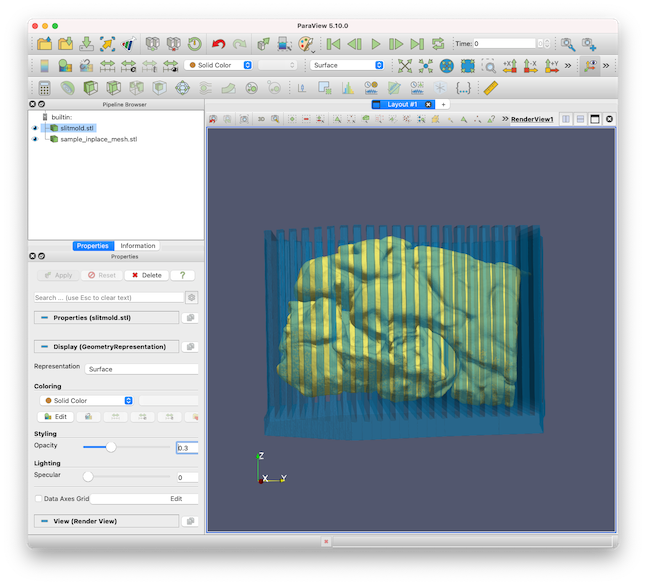 ParaView 5.10.0
Time: 0
Solid Color
Surface
Pipeline Browser
Layout #1
+
builtin:
slitmold.stl
sample_inplace_mesh.stl
3D
RenderView1
Properties Information
Properties
Apply Reset Delete ?
Search ... (use Esc to clear text)
Properties (slitmold.stl)
Display (GeometryRepresentation)
Representation Surface
Coloring
Solid Color
Edit
Styling
Opacity 0.3
Lighting
Specular 0
Data Axes Grid Edit
View (Render View)
Z
X Y